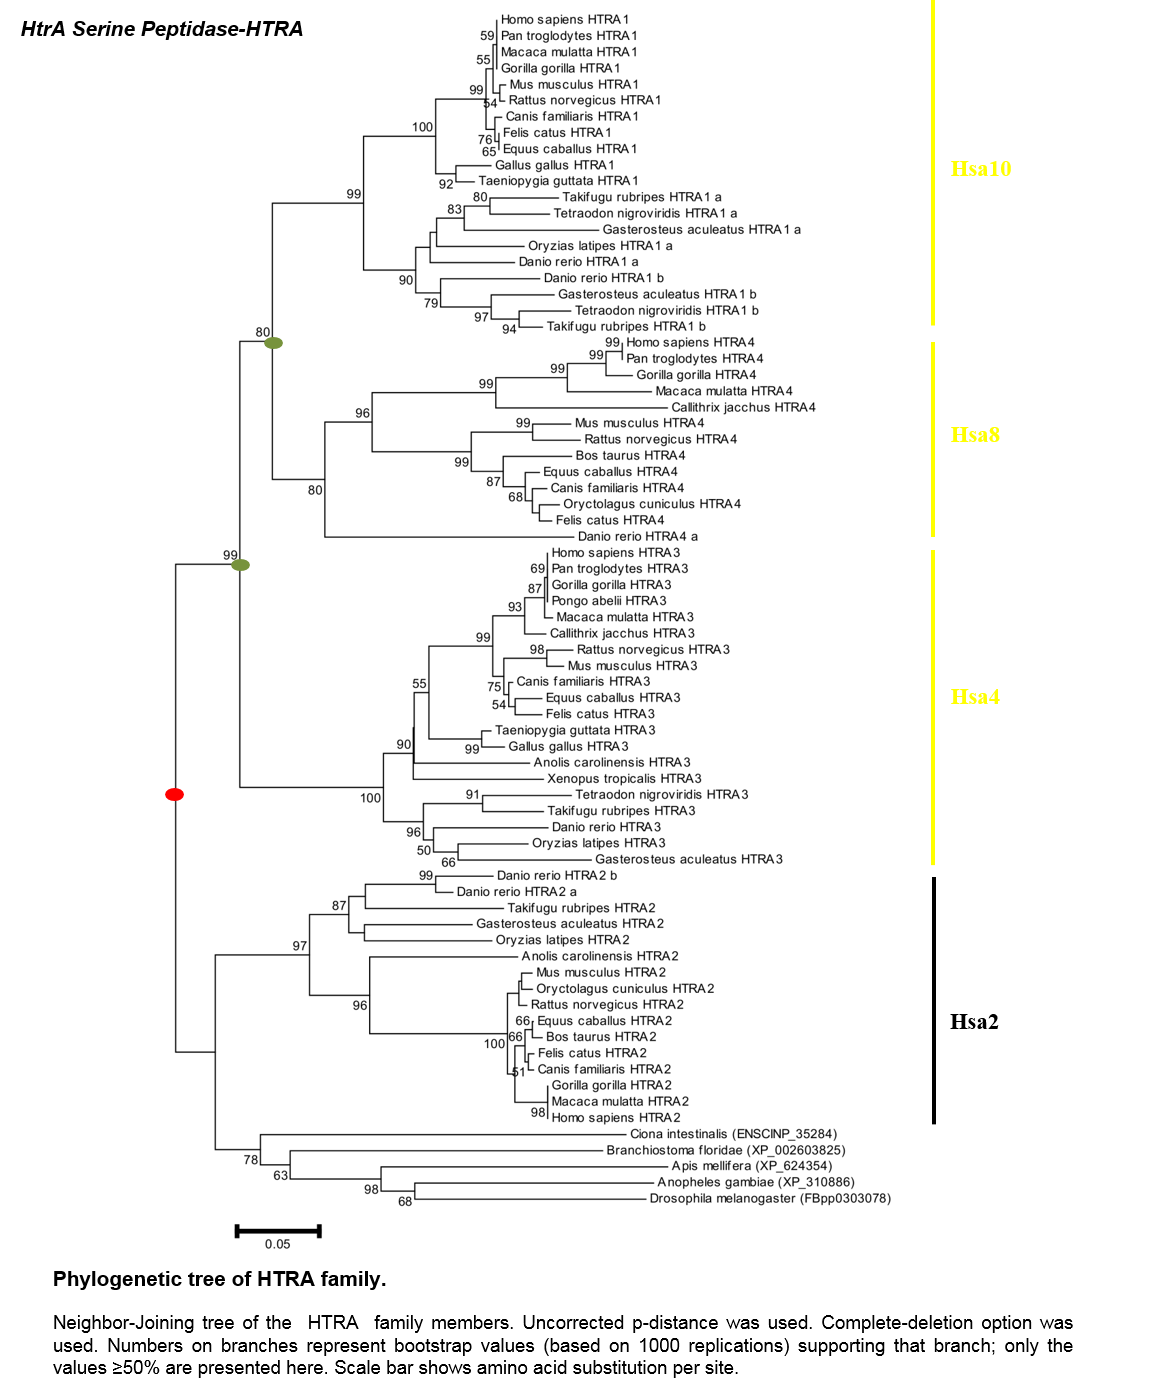 HtrA Serine Peptidase-HTRA
Homo sapiens HTRA1
59
Pan troglodytes HTRA1
Macaca mulatta HTRA1
55
Gorilla gorilla HTRA1
Mus musculus HTRA1
99
54
Rattus norvegicus HTRA1
Canis familiaris HTRA1
100
Felis catus HTRA1
76
Equus caballus HTRA1
65
Gallus gallus HTRA1
Hsa10
Taeniopygia guttata HTRA1
92
99
Takifugu rubripes HTRA1 a
80
Tetraodon nigroviridis HTRA1 a
83
Gasterosteus aculeatus HTRA1 a
Oryzias latipes HTRA1 a
Danio rerio HTRA1 a
90
Danio rerio HTRA1 b
79
Gasterosteus aculeatus HTRA1 b
97
Tetraodon nigroviridis HTRA1 b
94
Takifugu rubripes HTRA1 b
80
Homo sapiens HTRA4
99
Pan troglodytes HTRA4
99
Gorilla gorilla HTRA4
99
Macaca mulatta HTRA4
99
Callithrix jacchus HTRA4
96
Mus musculus HTRA4
99
Rattus norvegicus HTRA4
Hsa8
Bos taurus HTRA4
99
Equus caballus HTRA4
87
Canis familiaris HTRA4
80
68
Oryctolagus cuniculus HTRA4
Felis catus HTRA4
Danio rerio HTRA4 a
99
Homo sapiens HTRA3
69
Pan troglodytes HTRA3
Gorilla gorilla HTRA3
87
Pongo abelii HTRA3
93
Macaca mulatta HTRA3
Callithrix jacchus HTRA3
99
98
Rattus norvegicus HTRA3
Mus musculus HTRA3
55
75
Canis familiaris HTRA3
Equus caballus HTRA3
Hsa4
54
Felis catus HTRA3
Taeniopygia guttata HTRA3
90
99
Gallus gallus HTRA3
Anolis carolinensis HTRA3
Xenopus tropicalis HTRA3
100
91
Tetraodon nigroviridis HTRA3
Takifugu rubripes HTRA3
96
Danio rerio HTRA3
50
Oryzias latipes HTRA3
66
Gasterosteus aculeatus HTRA3
99
Danio rerio HTRA2 b
Danio rerio HTRA2 a
87
Takifugu rubripes HTRA2
Gasterosteus aculeatus HTRA2
97
Oryzias latipes HTRA2
Anolis carolinensis HTRA2
Mus musculus HTRA2
Oryctolagus cuniculus HTRA2
96
Rattus norvegicus HTRA2
66
Equus caballus HTRA2
Hsa2
100
66
Bos taurus HTRA2
Felis catus HTRA2
51
Canis familiaris HTRA2
Gorilla gorilla HTRA2
Macaca mulatta HTRA2
98
Homo sapiens HTRA2
Ciona intestinalis (ENSCINP_35284)
78
Branchiostoma floridae (XP_002603825)
63
Apis mellifera (XP_624354)
98
Anopheles gambiae (XP_310886)
68
Drosophila melanogaster (FBpp0303078)
0.05
Phylogenetic tree of HTRA family.
Neighbor-Joining tree of the HTRA family members. Uncorrected p-distance was used. Complete-deletion option was
used. Numbers on branches represent bootstrap values (based on 1000 replications) supporting that branch; only the
values ≥50% are presented here. Scale bar shows amino acid substitution per site.